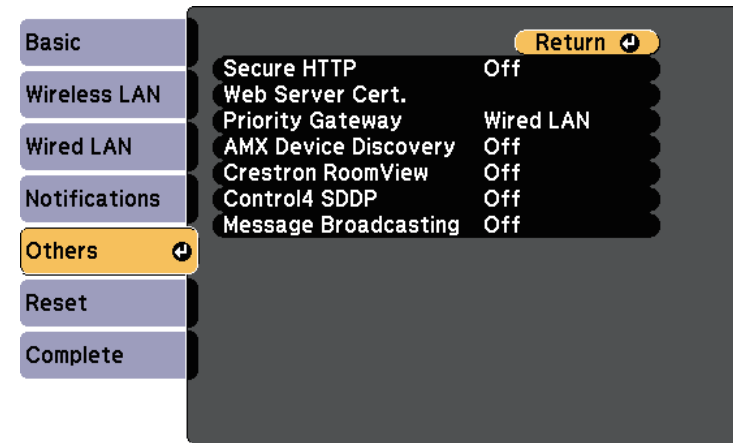 Basic
Wireless LAN
Wired LAN
Notifications
Others
Reset
Complete
Return
Secure HTTP Off
Web Server Cert.
Priority Gateway Wired LAN
AMX Device Discovery Off
Crestron RoomView Off
Control4 SDDP Off
Message Broadcasting Off